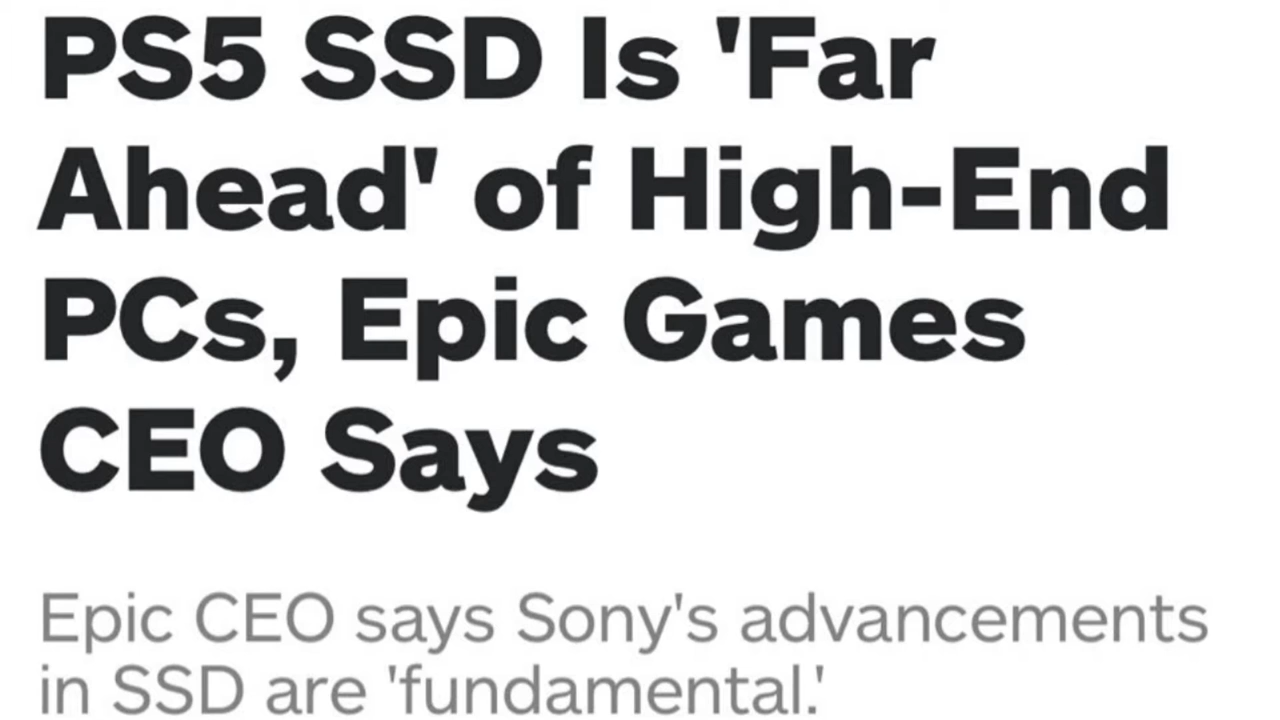 PS5 SSD Is 'Far
Ahead' of High-End
PCs, Epic Games
CEO Says
Epic CEO says Sony's advancements
in SSD are 'fundamental.'